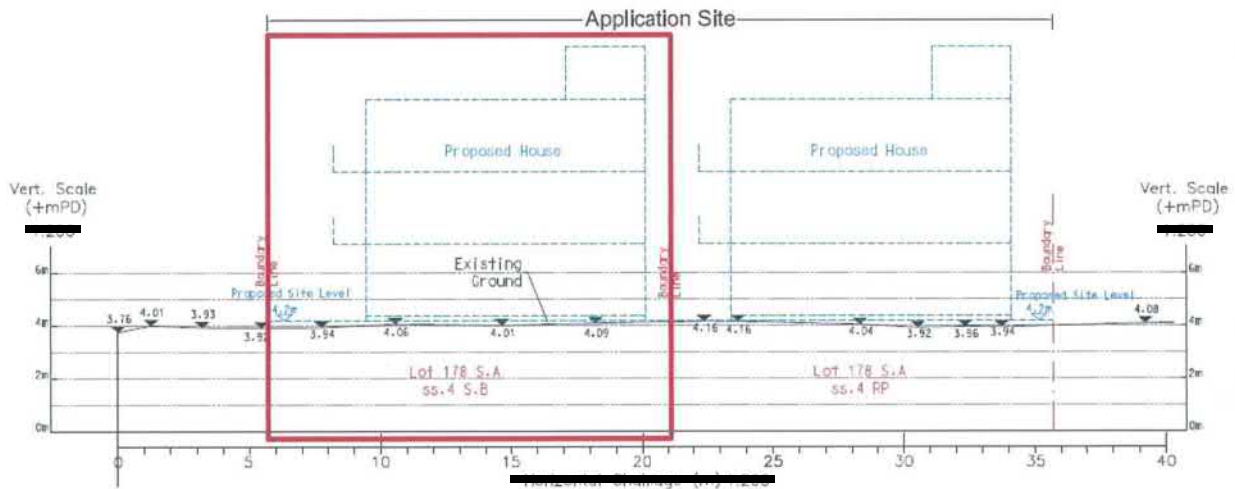 Application Site
Proposed House
Proposed House
Vert. Scale
(+mPD)
Vert. Scale
(+mPD)
6m
4m
2m
0m
Boundary
Line
Existing
Ground
Boundary
Line
Boundary
Line
6m
4m
2m
0m
Proposed Site Level
4.2m
Proposed Site Level
4.2m
3.76
4.01
3.93
3.92
3.94
4.06
4.01
4.09
4.16
4.16
4.04
3.92
3.96
3.94
4.08
Lot 178 S.A
ss.4 S.B
Lot 178 S.A
ss.4 RP
0 5 10 15 20 25 30 35 40